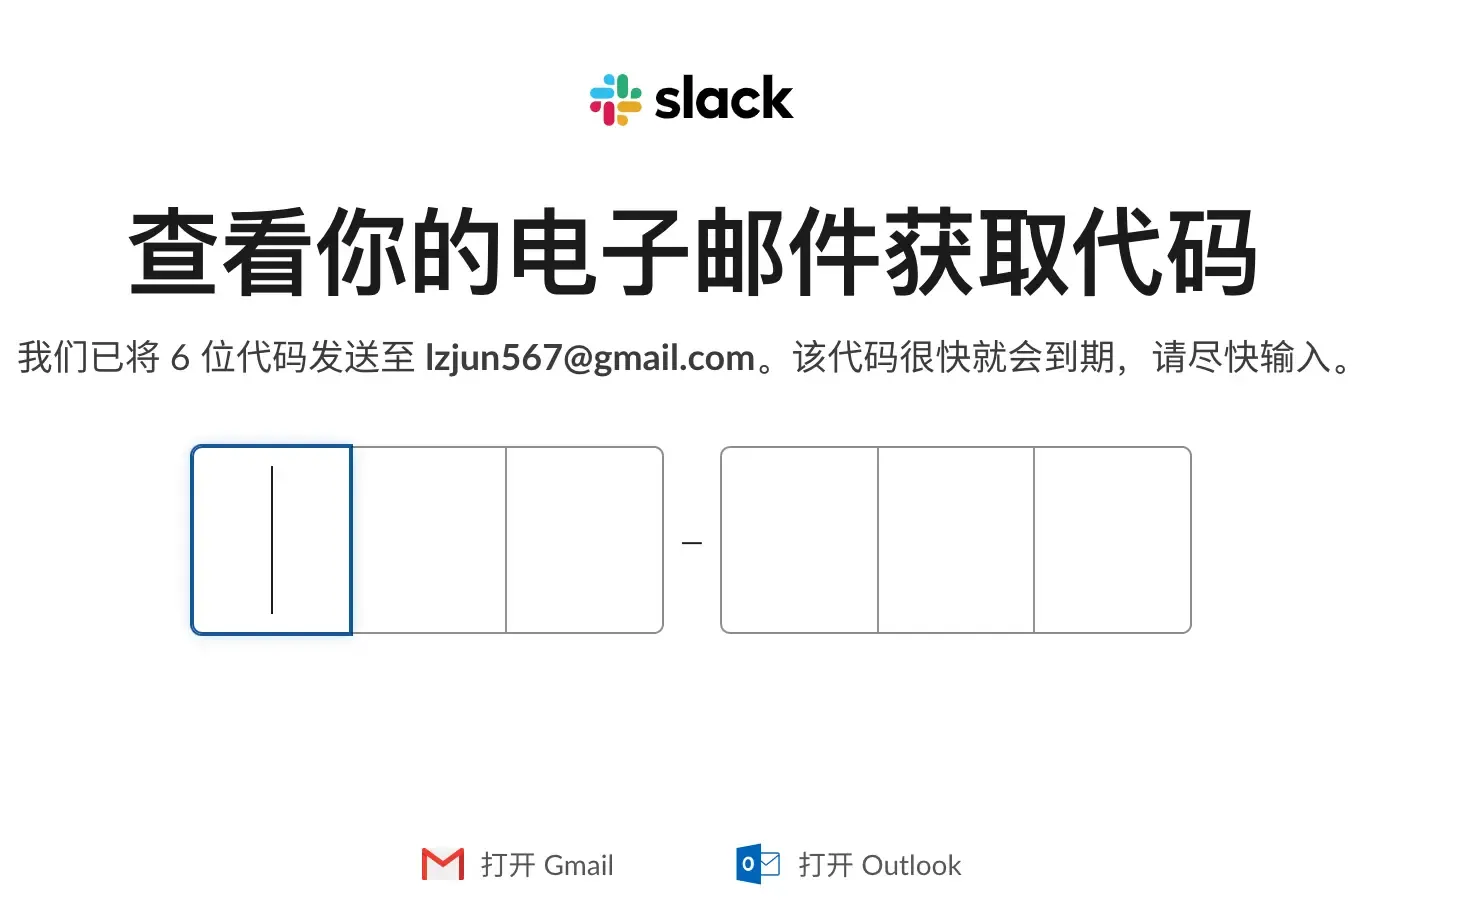 slack
查看你的电子邮件获取代码
我们已将 6 位代码发送至 lzjun567@gmail.com。该代码很快就会到期，请尽快输入。
–
打开 Gmail
打开 Outlook